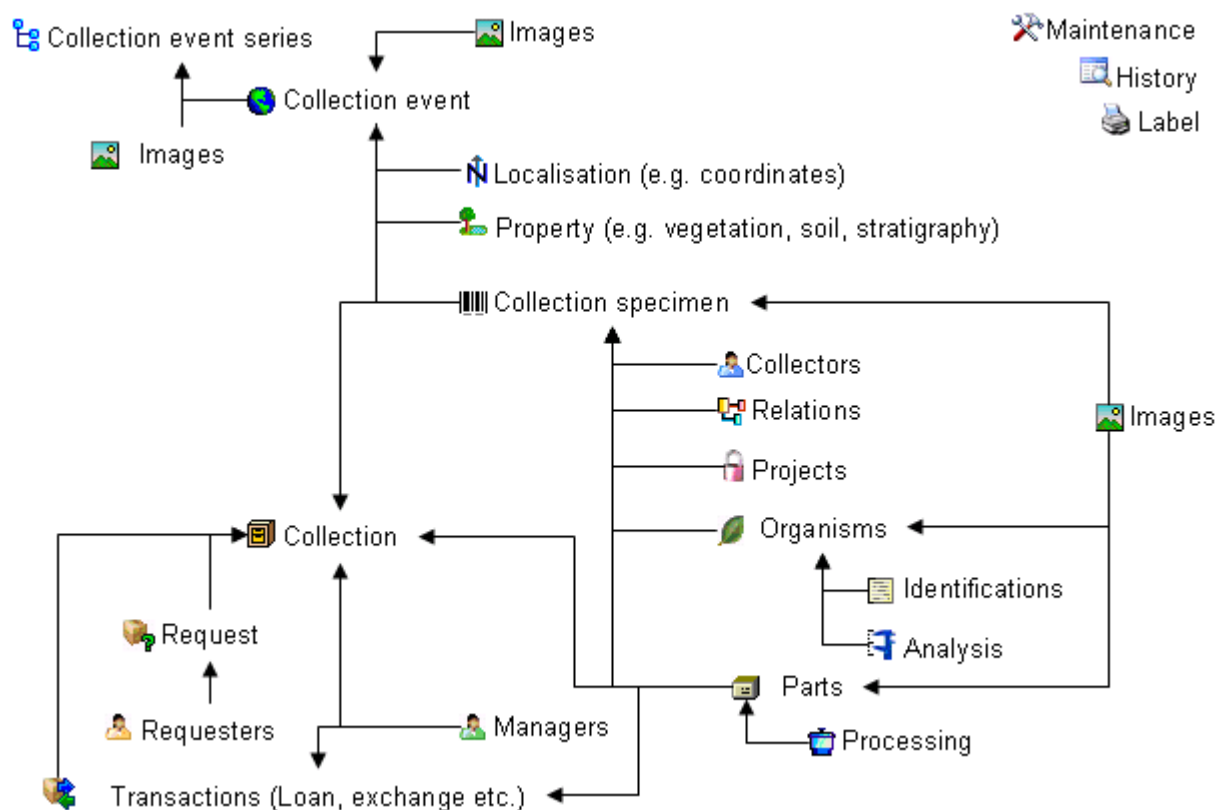 Collection event series
Images
Maintenance
History
Collection event
Label
Images
Localisation (e.g. coordinates)
Property (e.g. vegetation, soil, stratigraphy)
Collection specimen
Collectors
Relations
Images
Projects
Organisms
Collection
Identifications
Request
Analysis
Parts
Requesters
Managers
Processing
Transactions (Loan, exchange etc.)